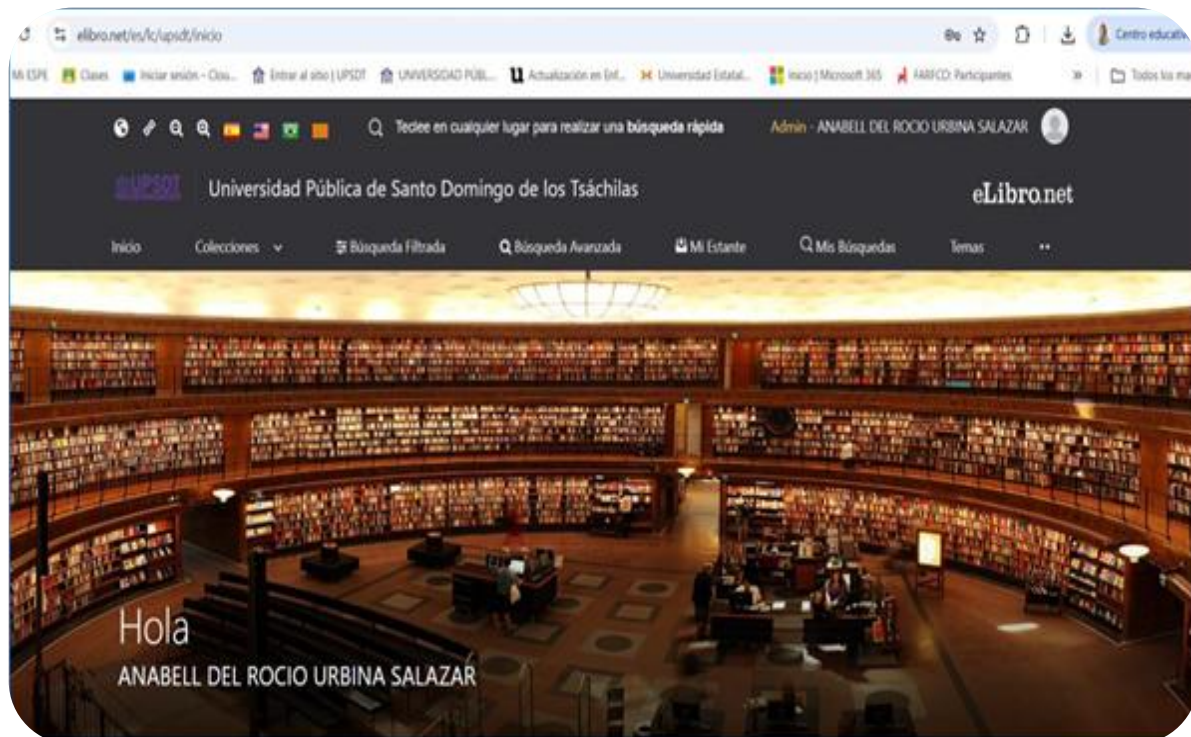 elibro.net/es/lc/upsdt/inicio
Centro educativo
Mi ESPE Clases Iniciar sesión - Clou... Entrar al sitio | UPSDT UNIVERSIDAD PÚBL... Actualización en Enf... Universidad Estatal... Inicio | Microsoft 365 FARFCO: Participantes » Todos los ma
Teclee en cualquier lugar para realizar una búsqueda rápida Admin - ANABELL DEL ROCIO URBINA SALAZAR
UPSDT Universidad Pública de Santo Domingo de los Tsáchilas eLibro.net
Inicio Colecciones Búsqueda Filtrada Búsqueda Avanzada Mi Estante Mis Búsquedas Temas
Hola
ANABELL DEL ROCIO URBINA SALAZAR